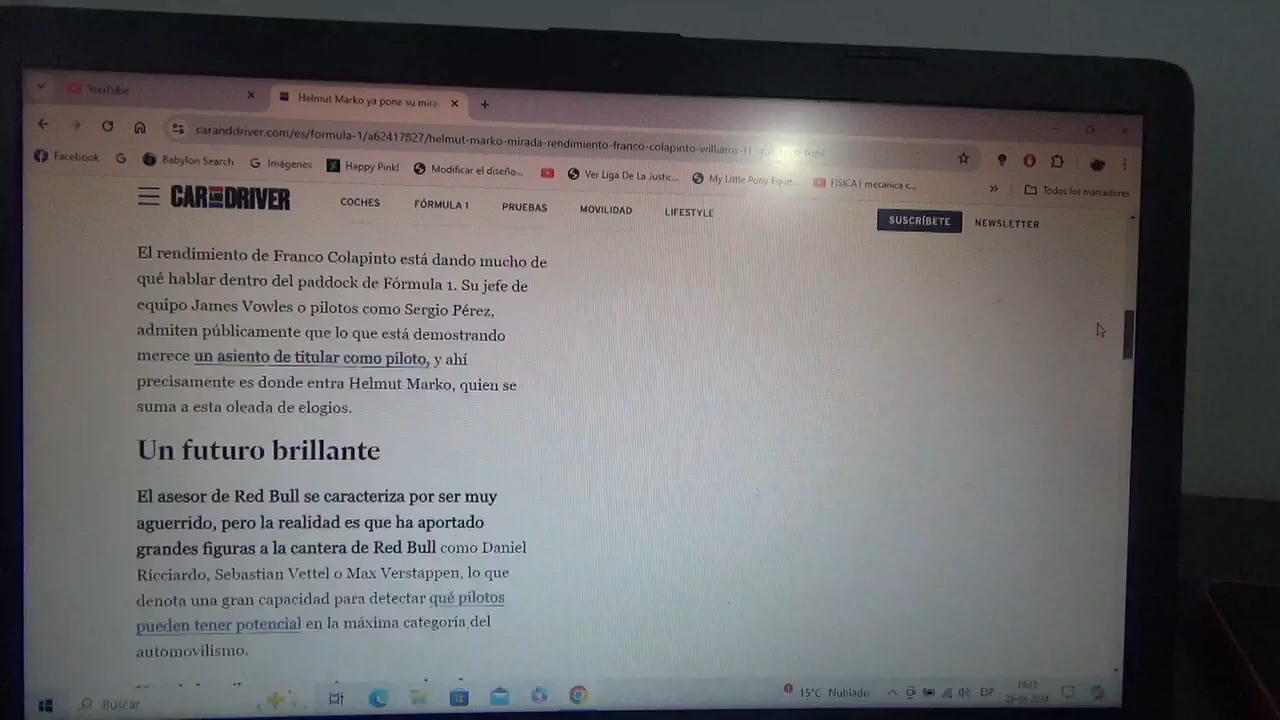 YouTube
Helmut Marko ya pone su mira
caranddriver.com/es/formula-1/a62417827/helmut-marko-mirada-rendimiento-franco-colapinto-williams-f1
Facebook G Babylon Search G Imágenes Happy Pink! Modificar el diseño... Ver Liga De La Justic... My Little Pony Eque... FISICA I mecanica c... » Todos los marcadores
CAR AND DRIVER COCHES FÓRMULA 1 PRUEBAS MOVILIDAD LIFESTYLE SUSCRÍBETE NEWSLETTER
El rendimiento de Franco Colapinto está dando mucho de
qué hablar dentro del paddock de Fórmula 1. Su jefe de
equipo James Vowles o pilotos como Sergio Pérez,
admiten públicamente que lo que está demostrando
merece un asiento de titular como piloto, y ahí
precisamente es donde entra Helmut Marko, quien se
suma a esta oleada de elogios.
Un futuro brillante
El asesor de Red Bull se caracteriza por ser muy
aguerrido, pero la realidad es que ha aportado
grandes figuras a la cantera de Red Bull como Daniel
Ricciardo, Sebastian Vettel o Max Verstappen, lo que
denota una gran capacidad para detectar qué pilotos
pueden tener potencial en la máxima categoría del
automovilismo.
Buscar 15°C Nublado ESP